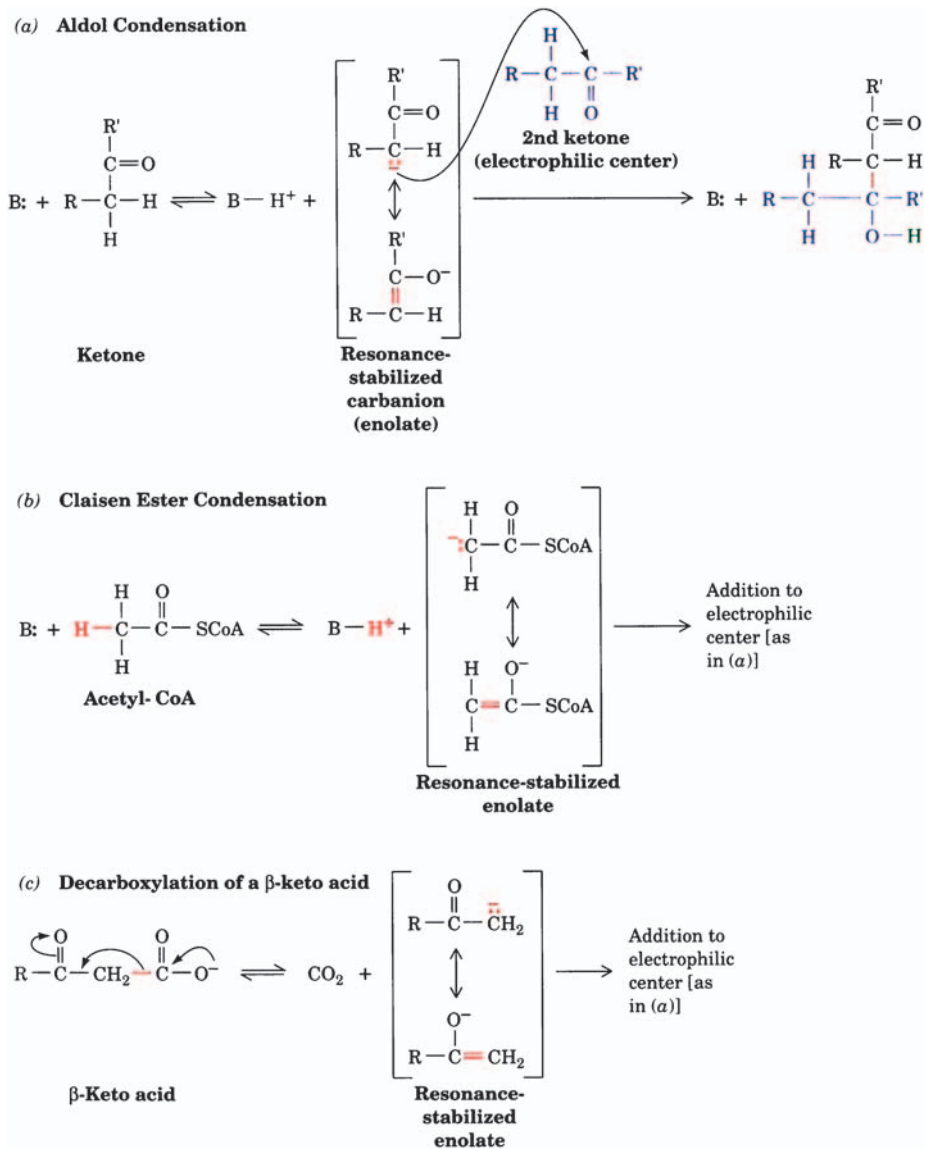 (a) Aldol Condensation
R'
C=O
B: + R—C—H ⇌ B—H⁺ +
H
Ketone
R'
C=O
R—C—H
R'
C—O⁻
R—C—H
Resonance-
stabilized
carbanion
(enolate)
H
R—C—C—R'
H O
2nd ketone
(electrophilic center)
B: +
R'
C=O
H R—C—H
R—C—C—R'
H O—H
(b) Claisen Ester Condensation
H O
B: + H—C—C—SCoA ⇌ B—H⁺ +
H
Acetyl-CoA
H O
⁻:C—C—SCoA
H
H O⁻
C=C—SCoA
H
Resonance-stabilized
enolate
Addition to
electrophilic
center [as
in (a)]
(c) Decarboxylation of a β-keto acid
O O
R—C—CH₂—C—O⁻ ⇌ CO₂ +
β-Keto acid
O
R—C—CH₂
O⁻
R—C=CH₂
Resonance-
stabilized
enolate
Addition to
electrophilic
center [as
in (a)]